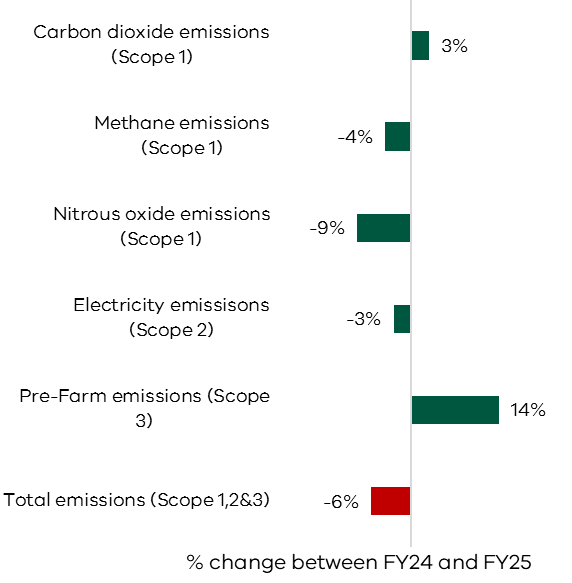 Carbon dioxide emissions
(Scope 1)
3%
Methane emissions
(Scope 1)
-4%
Nitrous oxide emissions
(Scope 1)
-9%
Electricity emissisons
(Scope 2)
-3%
Pre-Farm emissions (Scope
3)
14%
Total emissions (Scope 1,2&3)
-6%
% change between FY24 and FY25